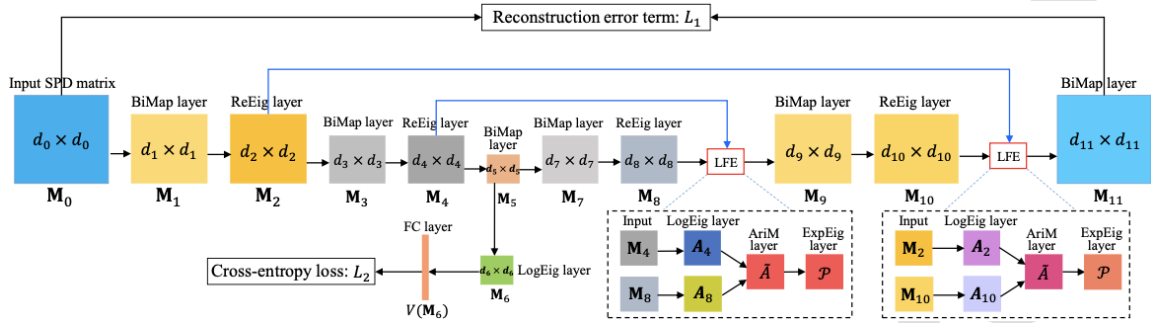 Reconstruction error term: L₁
Input SPD matrix
BiMap layer
ReEig layer
BiMap layer
ReEig layer
BiMap layer
BiMap layer
ReEig layer
BiMap layer
ReEig layer
BiMap layer
d₀ × d₀
d₁ × d₁
d₂ × d₂
d₃ × d₃
d₄ × d₄
d₅ × d₅
d₇ × d₇
d₈ × d₈
LFE
d₉ × d₉
d₁₀ × d₁₀
LFE
d₁₁ × d₁₁
M₀
M₁
M₂
M₃
M₄
M₅
M₇
M₈
M₉
M₁₀
M₁₁
FC layer
Cross-entropy loss: L₂
d₆ × d₆
LogEig layer
M₆
V(M₆)
Input
LogEig layer
AriM layer
ExpEig layer
M₄
A₄
Ã
𝒫
M₈
A₈
Input
LogEig layer
AriM layer
ExpEig layer
M₂
A₂
Ã
𝒫
M₁₀
A₁₀